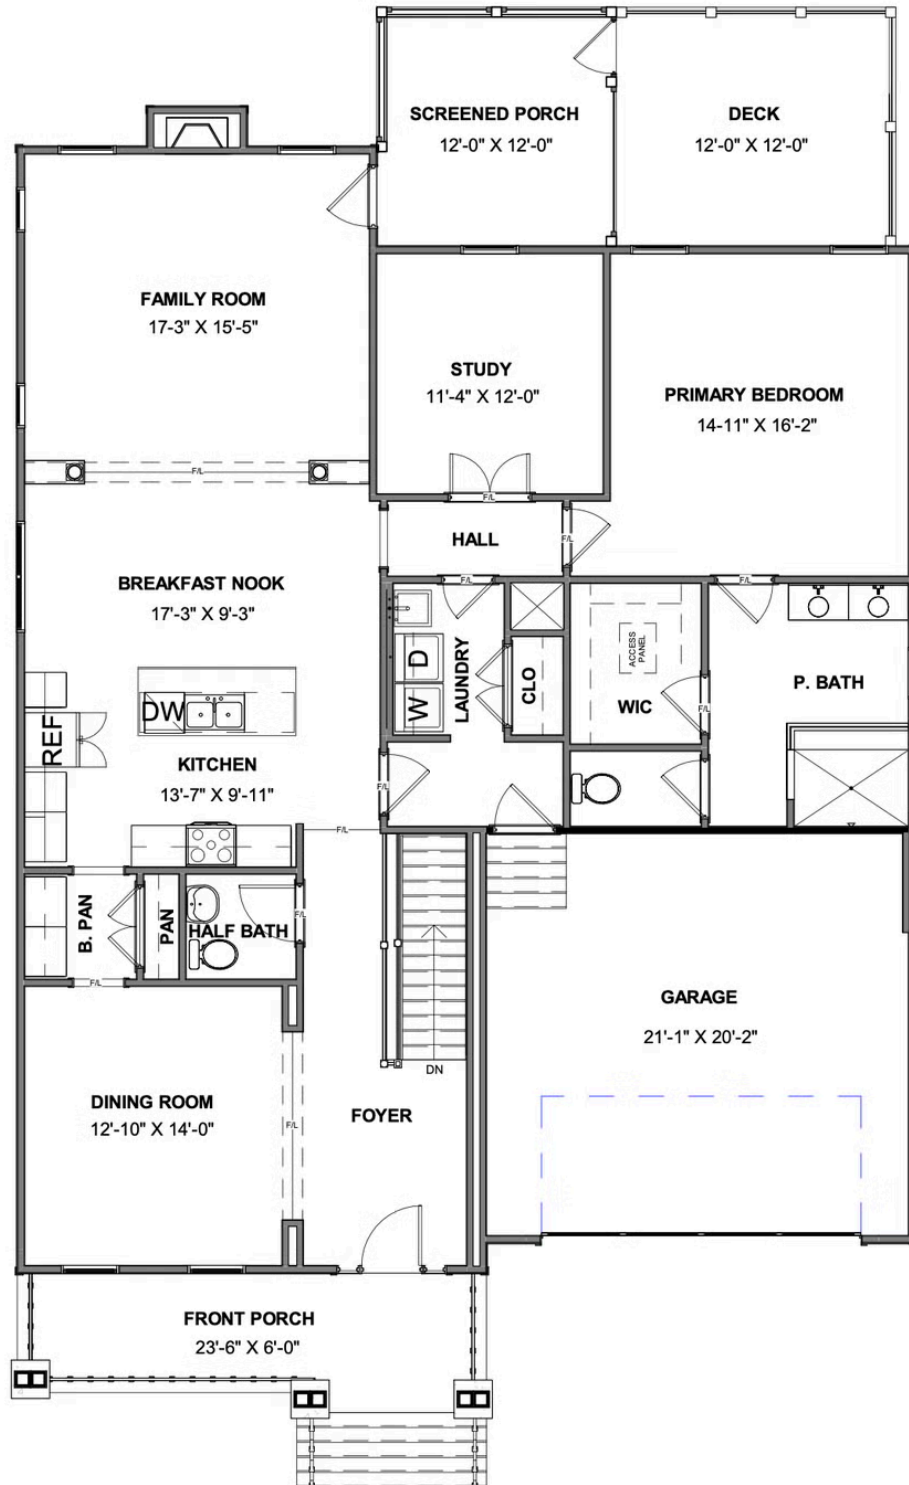 SCREENED PORCH
12'-0" X 12'-0"
DECK
12'-0" X 12'-0"
FAMILY ROOM
17-3" X 15'-5"
STUDY
11'-4" X 12'-0"
PRIMARY BEDROOM
14-11" X 16'-2"
F/L
F/L
HALL
F/L
BREAKFAST NOOK
17'-3" X 9'-3"
F/L
F/L
D
W
LAUNDRY
CLO
ACCESS
PANEL
WIC
F/L
P. BATH
DW
REF
KITCHEN
13'-7" X 9'-11"
F/L
F/L
B. PAN
PAN
HALF BATH
F/L
F/L
GARAGE
21'-1" X 20'-2"
DN
DINING ROOM
12'-10" X 14'-0"
F/L
FOYER
FRONT PORCH
23'-6" X 6'-0"